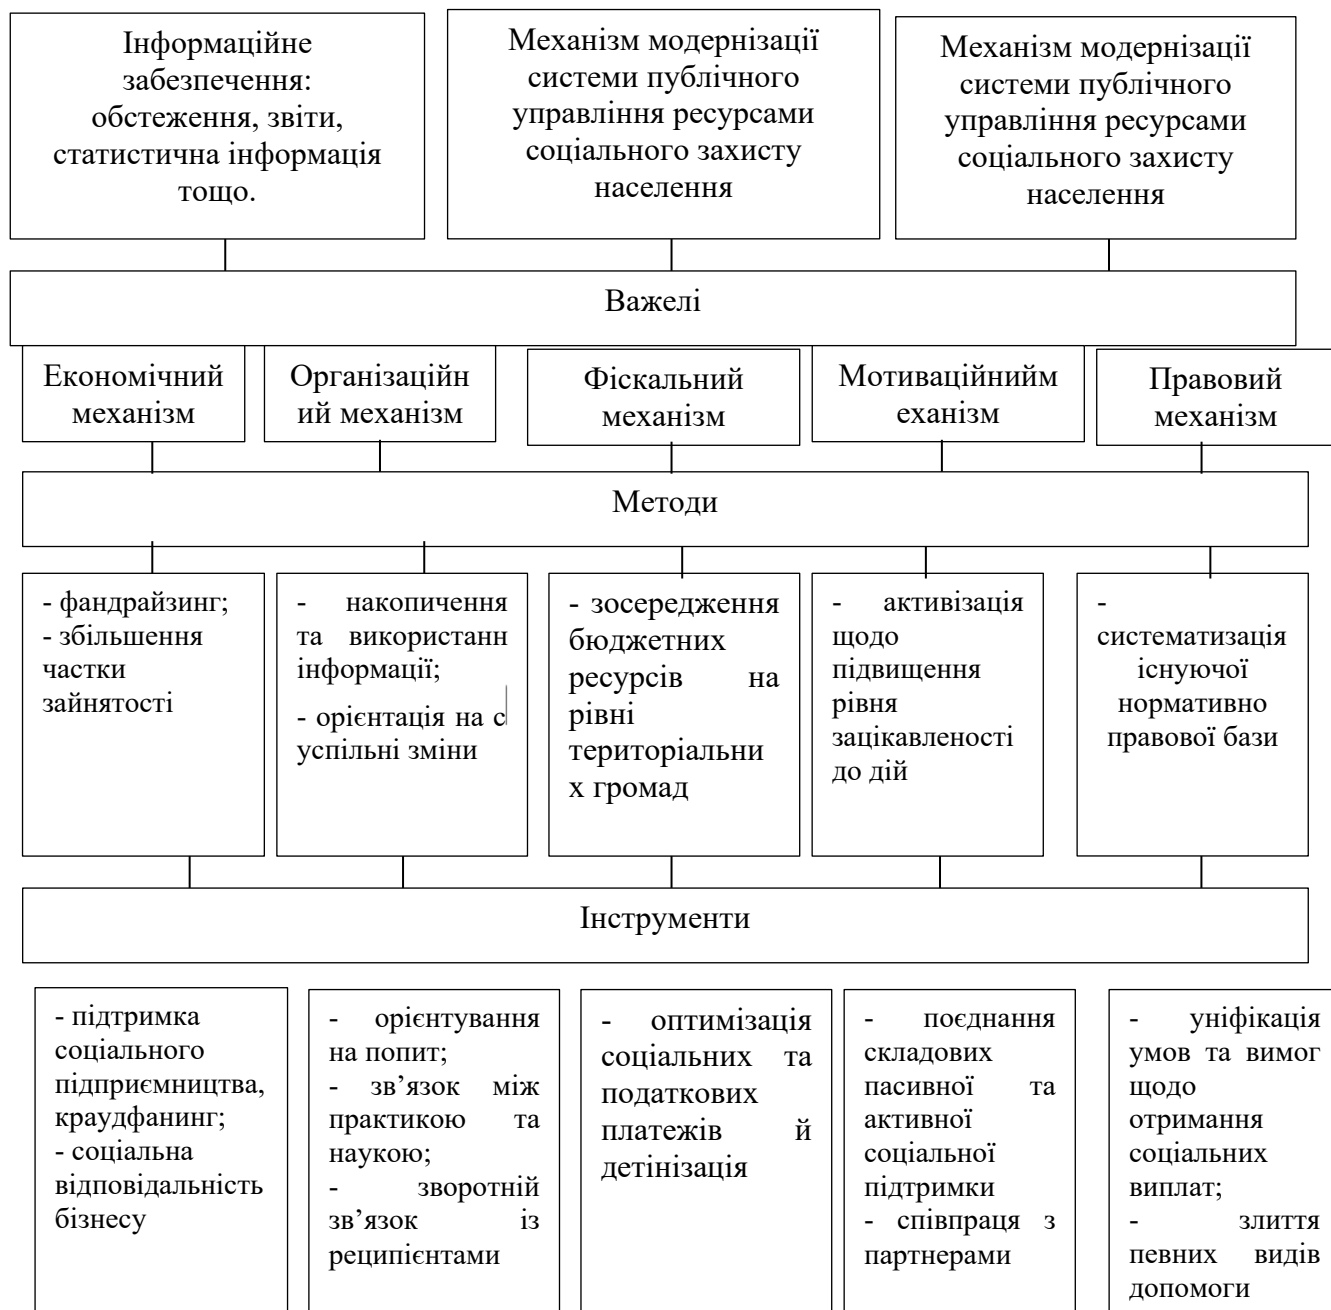 Інформаційне
забезпечення:
обстеження, звіти,
статистична інформація
тощо.
Механізм модернізації
системи публічного
управління ресурсами
соціального захисту
населення
Механізм модернізації
системи публічного
управління ресурсами
соціального захисту
населення
Важелі
Економічний
механізм
Організаційн
ий механізм
Фіскальний
механізм
Мотиваційнийм
еханізм
Правовий
механізм
Методи
- фандрайзинг;
- збільшення
частки
зайнятості
- накопичення
та використанн
інформації;
- орієнтація на с
успільні зміни
- зосередження
бюджетних
ресурсів на
рівні
територіальни
х громад
- активізація
щодо
підвищення
рівня
зацікавленості
до дій
-
систематизація
існуючої
нормативно
правової бази
Інструменти
- підтримка
соціального
підприємництва,
краудфанинг;
- соціальна
відповідальність
бізнесу
- орієнтування
на попит;
- зв’язок між
практикою та
наукою;
- зворотній
зв’язок із
реципієнтами
- оптимізація
соціальних та
податкових
платежів й
детінізація
- поєднання
складових
пасивної та
активної
соціальної
підтримки
- співпраця з
партнерами
- уніфікація
умов та вимог
щодо
отримання
соціальних
виплат;
- злиття
певних видів
допомоги